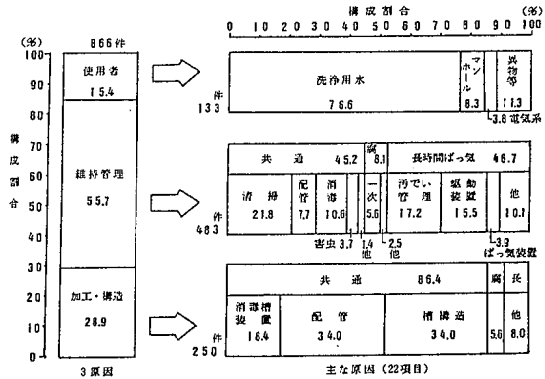 構成割合
0 10 20 30 40 50 60 70 80 90 100
(%)
(%)
866件
100
90
80
70
60
50
40
30
20
10
0
構成割合
使用者
15.4
維持管理
55.7
加工・構造
28.9
3原因
件
133
洗浄用水
76.6
マンホール
8.3
異物等
11.3
3.8電気系
件
483
共通 45.2
腐 8.1
長時間ばっ気 46.7
清掃
21.8
配管
7.7
消毒
10.6
害虫 3.7
1.4
他
一次
5.6
2.5
他
汚でい管理
17.2
駆動装置
15.5
3.9
ばっ気装置
他
10.1
件
250
共通 86.4
腐
長
消毒槽装置
18.4
配管
34.0
槽構造
34.0
5.6
他
8.0
主な原因(22項目)